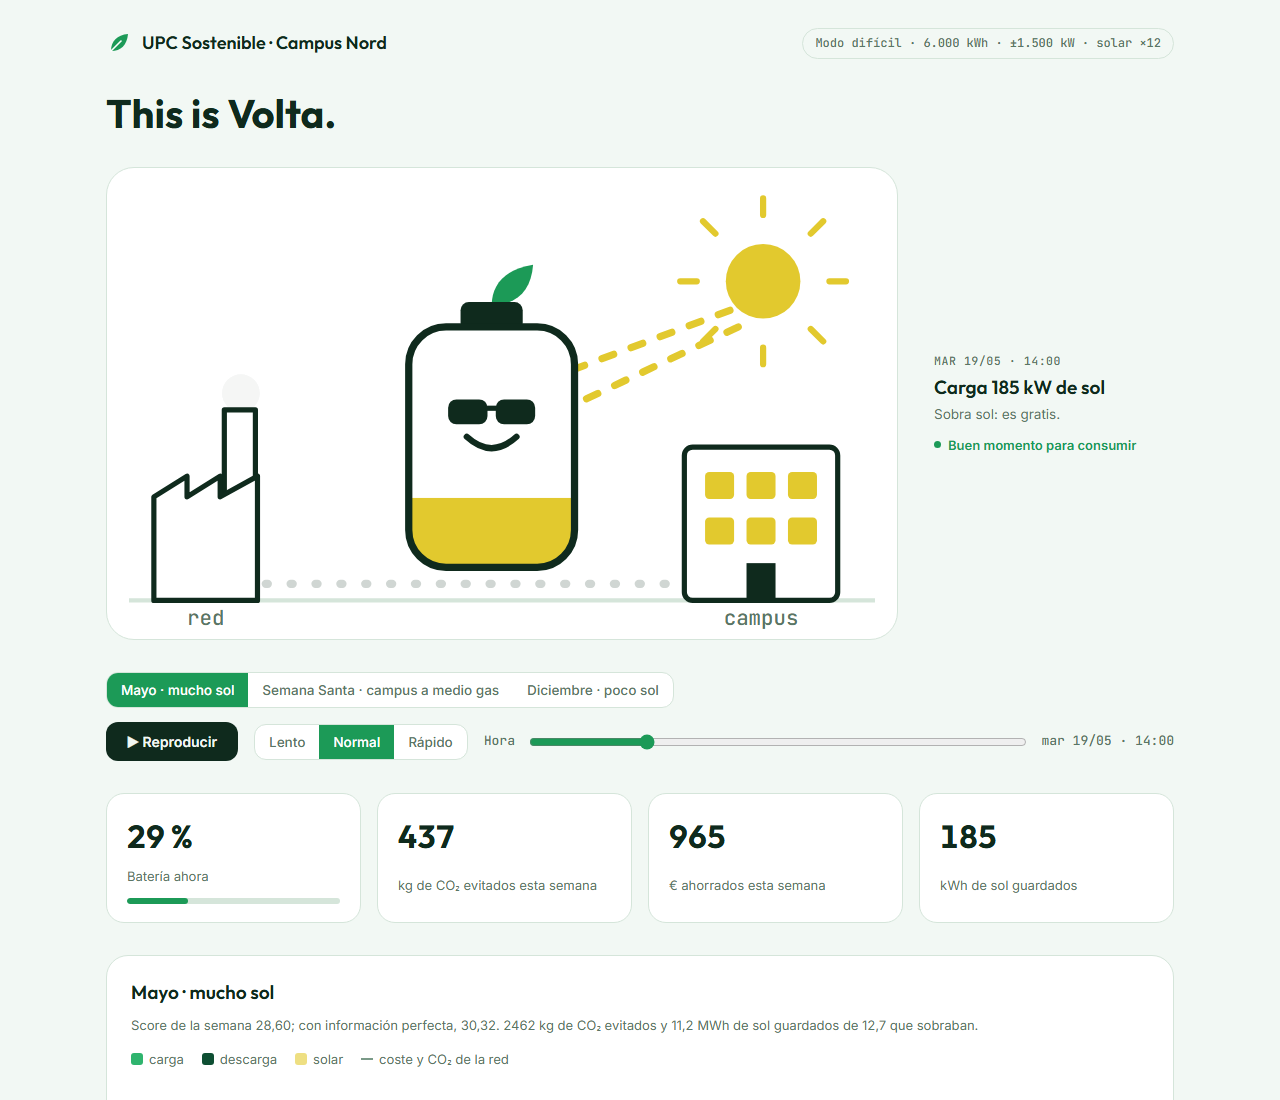 UPC Sostenible · Campus Nord
Modo difícil · 6.000 kWh · ±1.500 kW · solar ×12
This is Volta.
red
campus
MAR 19/05 · 14:00
Carga 185 kW de sol
Sobra sol: es gratis.
Buen momento para consumir
Mayo · mucho sol
Semana Santa · campus a medio gas
Diciembre · poco sol
Reproducir
Lento
Normal
Rápido
Hora
mar 19/05 · 14:00
29 %
Batería ahora
437
kg de CO₂ evitados esta semana
965
€ ahorrados esta semana
185
kWh de sol guardados
Mayo · mucho sol
Score de la semana 28,60; con información perfecta, 30,32. 2462 kg de CO₂ evitados y 11,2 MWh de sol guardados de 12,7 que sobraban.
carga
descarga
solar
coste y CO₂ de la red